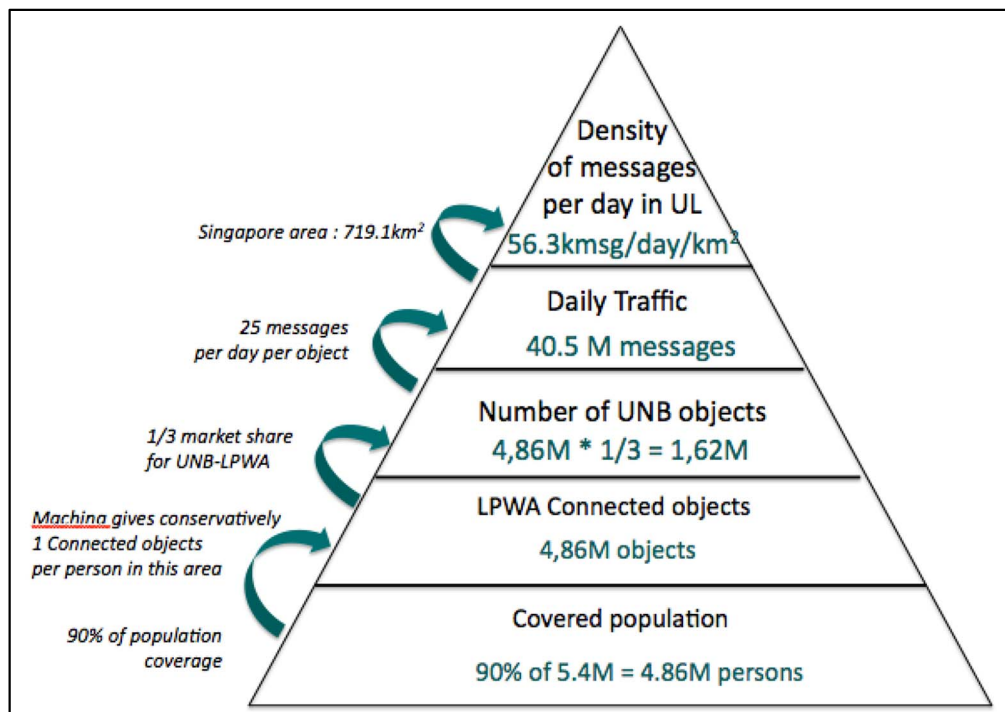 Density
of messages
per day in UL
56.3kmsg/day/km²
Singapore area : 719.1km²
Daily Traffic
40.5 M messages
25 messages
per day per object
Number of UNB objects
4,86M * 1/3 = 1,62M
1/3 market share
for UNB-LPWA
LPWA Connected objects
4,86M objects
Machina gives conservatively
1 Connected objects
per person in this area
Covered population
90% of 5.4M = 4.86M persons
90% of population
coverage